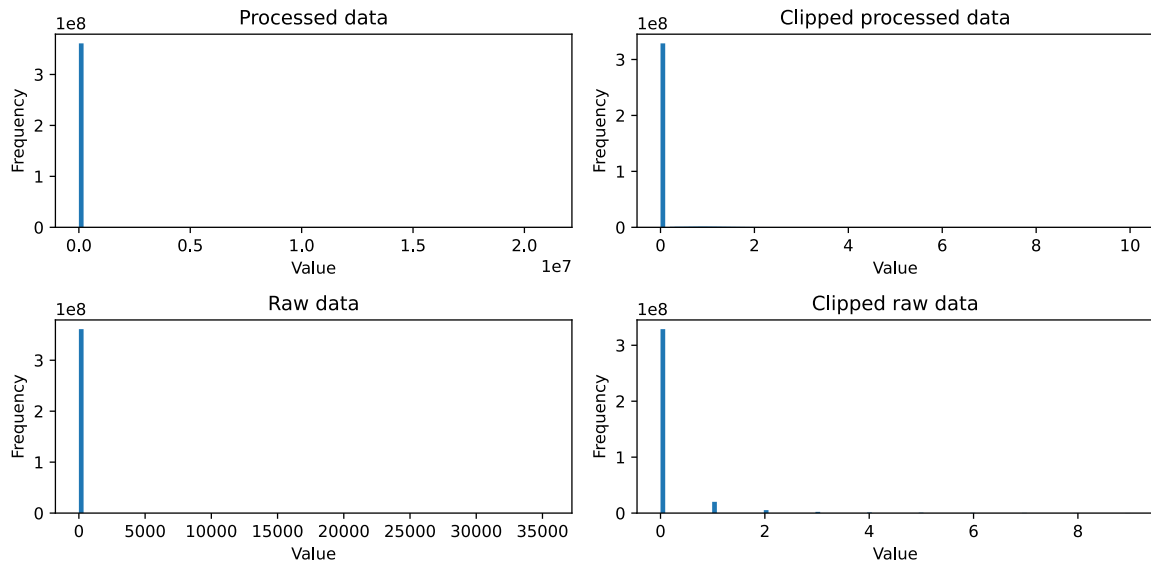 Processed data
1e8
Frequency
3
2
1
0
0.0 0.5 1.0 1.5 2.0
Value
1e7
Clipped processed data
1e8
Frequency
3
2
1
0
0 2 4 6 8 10
Value
Raw data
1e8
Frequency
3
2
1
0
0 5000 10000 15000 20000 25000 30000 35000
Value
Clipped raw data
1e8
Frequency
3
2
1
0
0 2 4 6 8
Value